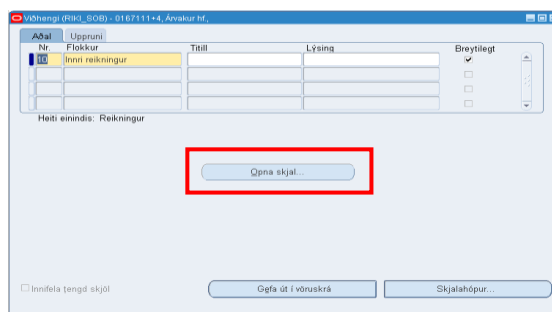 Viðhengi (RIKI_SOB) - 0167111+4, Árvakur hf.,
Aðal Uppruni
Nr. Flokkur Titill Lýsing Breytilegt
10 Innri reikningur
Heiti einindis: Reikningur
Opna skjal...
Innifela tengd skjöl Gefa út í vöruskrá Skjalahópur...